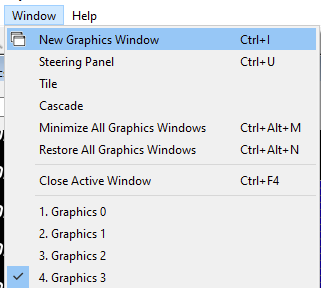 Window Help
New Graphics Window Ctrl+I
Steering Panel Ctrl+U
Tile
Cascade
Minimize All Graphics Windows Ctrl+Alt+M
Restore All Graphics Windows Ctrl+Alt+N
Close Active Window Ctrl+F4
1. Graphics 0
2. Graphics 1
3. Graphics 2
4. Graphics 3